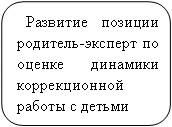 Развитие позиции
родитель-эксперт по
оценке динамики
коррекционной
работы с детьми